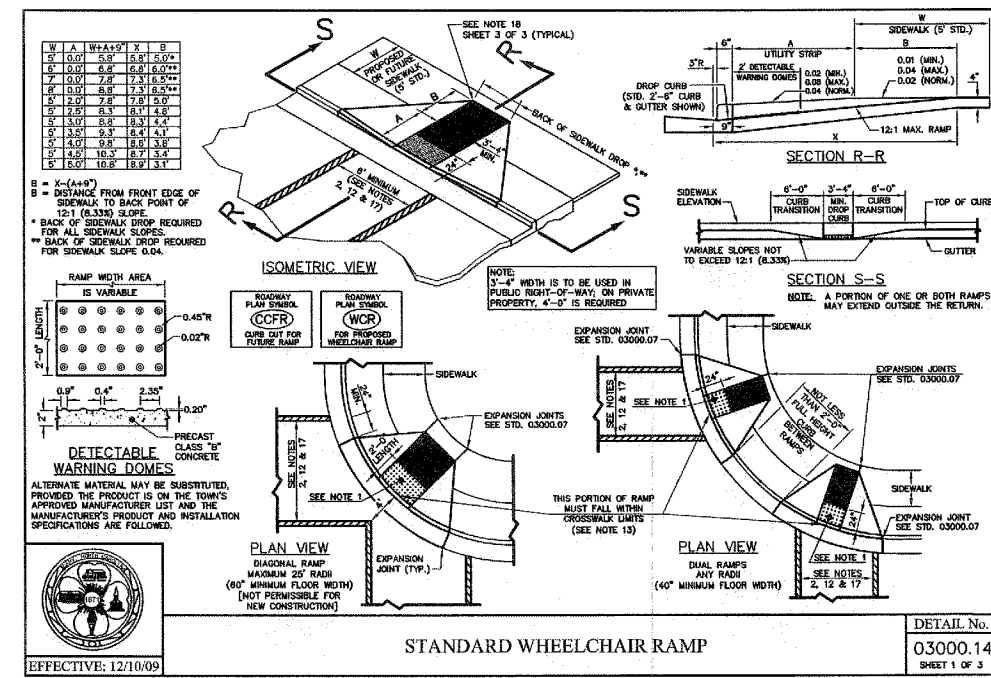 W A W+A+9" X B
5' 0.0' 5.8' 5.8' 5.0'*
6' 0.0' 6.8' 6.8' 6.0'**
7' 0.0' 7.8' 7.3' 6.5'**
8' 0.0' 8.8' 7.3' 6.5'**
5' 2.0' 7.8' 7.8' 5.0'
5' 2.5' 8.3' 8.1' 4.8'
5' 3.0' 8.8' 8.3' 4.4'
5' 3.5' 9.3' 8.4' 4.1'
5' 4.0' 9.8' 8.6' 3.8'
5' 4.5' 10.3' 8.7' 3.4'
5' 5.0' 10.8' 8.9' 3.1'
B = X-(A+9")
B = DISTANCE FROM FRONT EDGE OF
SIDEWALK TO BACK POINT OF
12:1 (8.33%) SLOPE.
* BACK OF SIDEWALK DROP REQUIRED
FOR ALL SIDEWALK SLOPES.
** BACK OF SIDEWALK DROP REQUIRED
FOR SIDEWALK SLOPE 0.04.
S
SEE NOTE 18
SHEET 3 OF 3 (TYPICAL)
R
W
PROPOSED
OR FUTURE
SIDEWALK
(5' STD.)
B
A
BACK OF SIDEWALK DROP *,**
3'-4"
MIN.
24"
6' MINIMUM
(SEE NOTES
2, 12 & 17)
R
S
ISOMETRIC VIEW
NOTE:
3'-4" WIDTH IS TO BE USED IN
PUBLIC RIGHT-OF-WAY; ON PRIVATE
PROPERTY, 4'-0" IS REQUIRED
W
SIDEWALK (5' STD.)
6"
A
UTILITY STRIP
B
3"R
2' DETECTABLE
WARNING DOMES
0.02 (MIN.)
0.08 (MAX.)
0.04 (NORM.)
0.01 (MIN.)
0.04 (MAX.)
0.02 (NORM.)
4"
DROP CURB
(STD. 2'-6" CURB
& GUTTER SHOWN)
9"
12:1 MAX. RAMP
X
SECTION R-R
SIDEWALK
ELEVATION
6'-0"
CURB
TRANSITION
3'-4"
MIN.
DROP
CURB
6'-0"
CURB
TRANSITION
TOP OF CURB
VARIABLE SLOPES NOT
TO EXCEED 12:1 (8.33%)
GUTTER
SECTION S-S
NOTE: A PORTION OF ONE OR BOTH RAMPS
MAY EXTEND OUTSIDE THE RETURN.
RAMP WIDTH AREA
IS VARIABLE
2'-0" LENGTH
0.45"R
0.02"R
0.9" 0.4" 2.35"
0.20"
2"
PRECAST
CLASS "B"
CONCRETE
DETECTABLE
WARNING DOMES
ALTERNATE MATERIAL MAY BE SUBSTITUTED,
PROVIDED THE PRODUCT IS ON THE TOWN'S
APPROVED MANUFACTURER LIST AND THE
MANUFACTURER'S PRODUCT AND INSTALLATION
SPECIFICATIONS ARE FOLLOWED.
ROADWAY
PLAN SYMBOL
CCFR
CURB CUT FOR
FUTURE RAMP
ROADWAY
PLAN SYMBOL
WCR
FOR PROPOSED
WHEELCHAIR RAMP
24"
MIN.
SIDEWALK
EXPANSION JOINTS
SEE STD. 03000.07
2'-0"
LENGTH
SEE NOTES
2, 12 & 17
SEE NOTE 1
4'
PLAN VIEW
DIAGONAL RAMP
MAXIMUM 25' RADII
(60" MINIMUM FLOOR WIDTH)
[NOT PERMISSIBLE FOR
NEW CONSTRUCTION]
EXPANSION
JOINT (TYP.)
THIS PORTION OF RAMP
MUST FALL WITHIN
CROSSWALK LIMITS
(SEE NOTE 13)
EXPANSION JOINT
SEE STD. 03000.07
SIDEWALK
SEE NOTES
2, 12 & 17
24"
SEE NOTE 1
EXPANSION JOINTS
SEE STD. 03000.07
NOT LESS
THAN 2'-0"
FULL HEIGHT
CURB
BETWEEN
RAMPS
SIDEWALK
24"
EXPANSION JOINT
SEE STD. 03000.07
SEE NOTE 1
SEE NOTES
2, 12 & 17
PLAN VIEW
DUAL RAMPS
ANY RADII
(40" MINIMUM FLOOR WIDTH)
1871
EFFECTIVE: 12/10/09
STANDARD WHEELCHAIR RAMP
DETAIL No.
03000.14
SHEET 1 OF 3